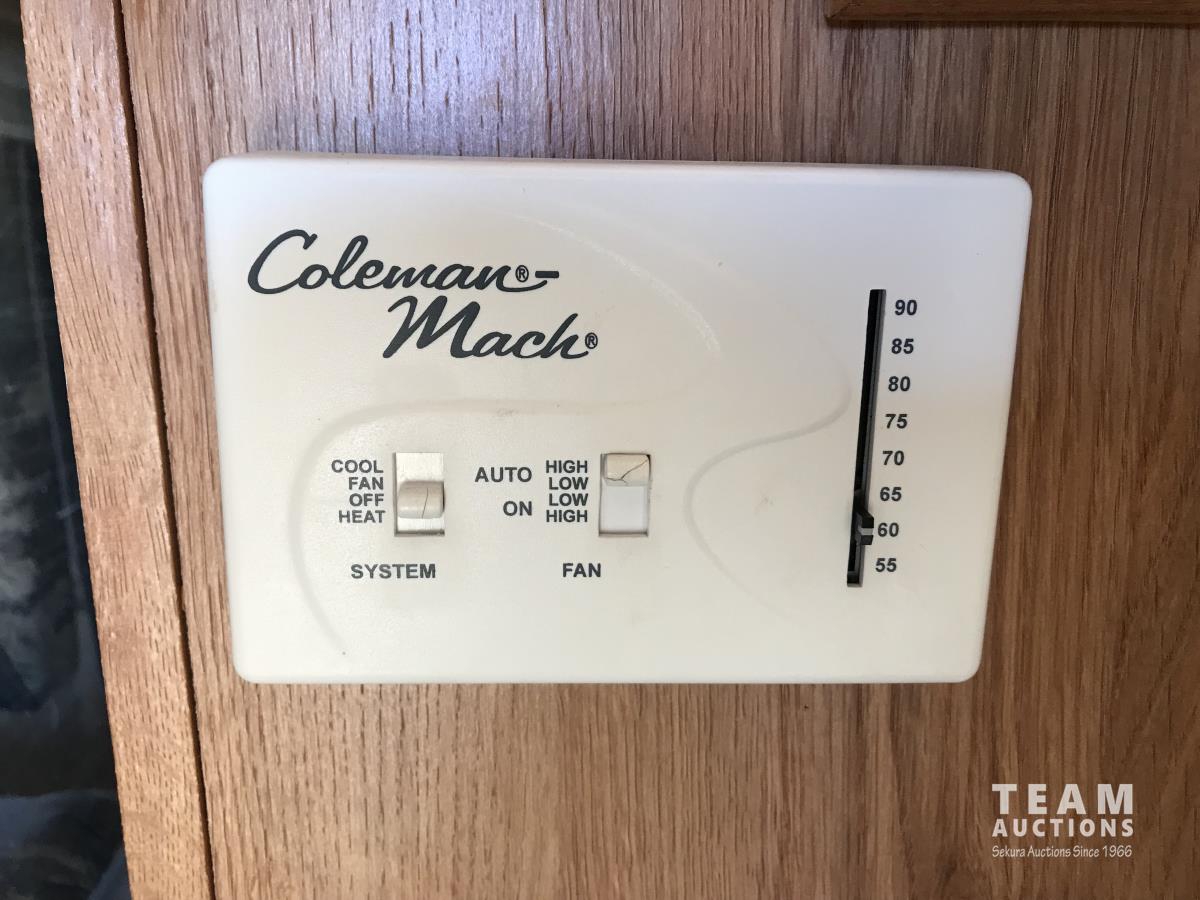 Coleman®-
Mach®
90
85
80
75
70
65
60
55
COOL
FAN
OFF
HEAT
SYSTEM
AUTO
ON
HIGH
LOW
LOW
HIGH
FAN
TEAM
AUCTIONS
Sekura Auctions Since 1966